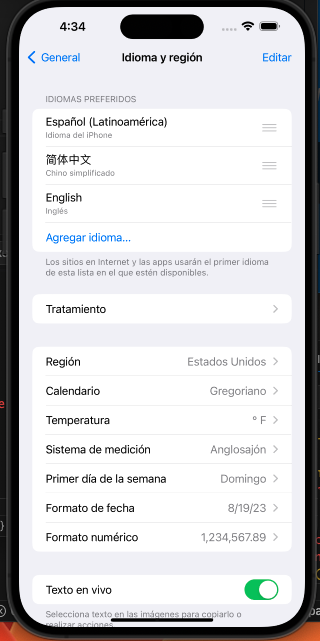 4:34
General
Idioma y región
Editar
IDIOMAS PREFERIDOS
Español (Latinoamérica)
Idioma del iPhone
简体中文
Chino simplificado
English
Inglés
Agregar idioma...
Los sitios en Internet y las apps usarán el primer idioma
de esta lista en el que estén disponibles.
Tratamiento
Región Estados Unidos
Calendario Gregoriano
Temperatura ° F
Sistema de medición Anglosajón
Primer día de la semana Domingo
Formato de fecha 8/19/23
Formato numérico 1,234,567.89
Texto en vivo
Selecciona texto en las imágenes para copiarlo o
realizar acciones